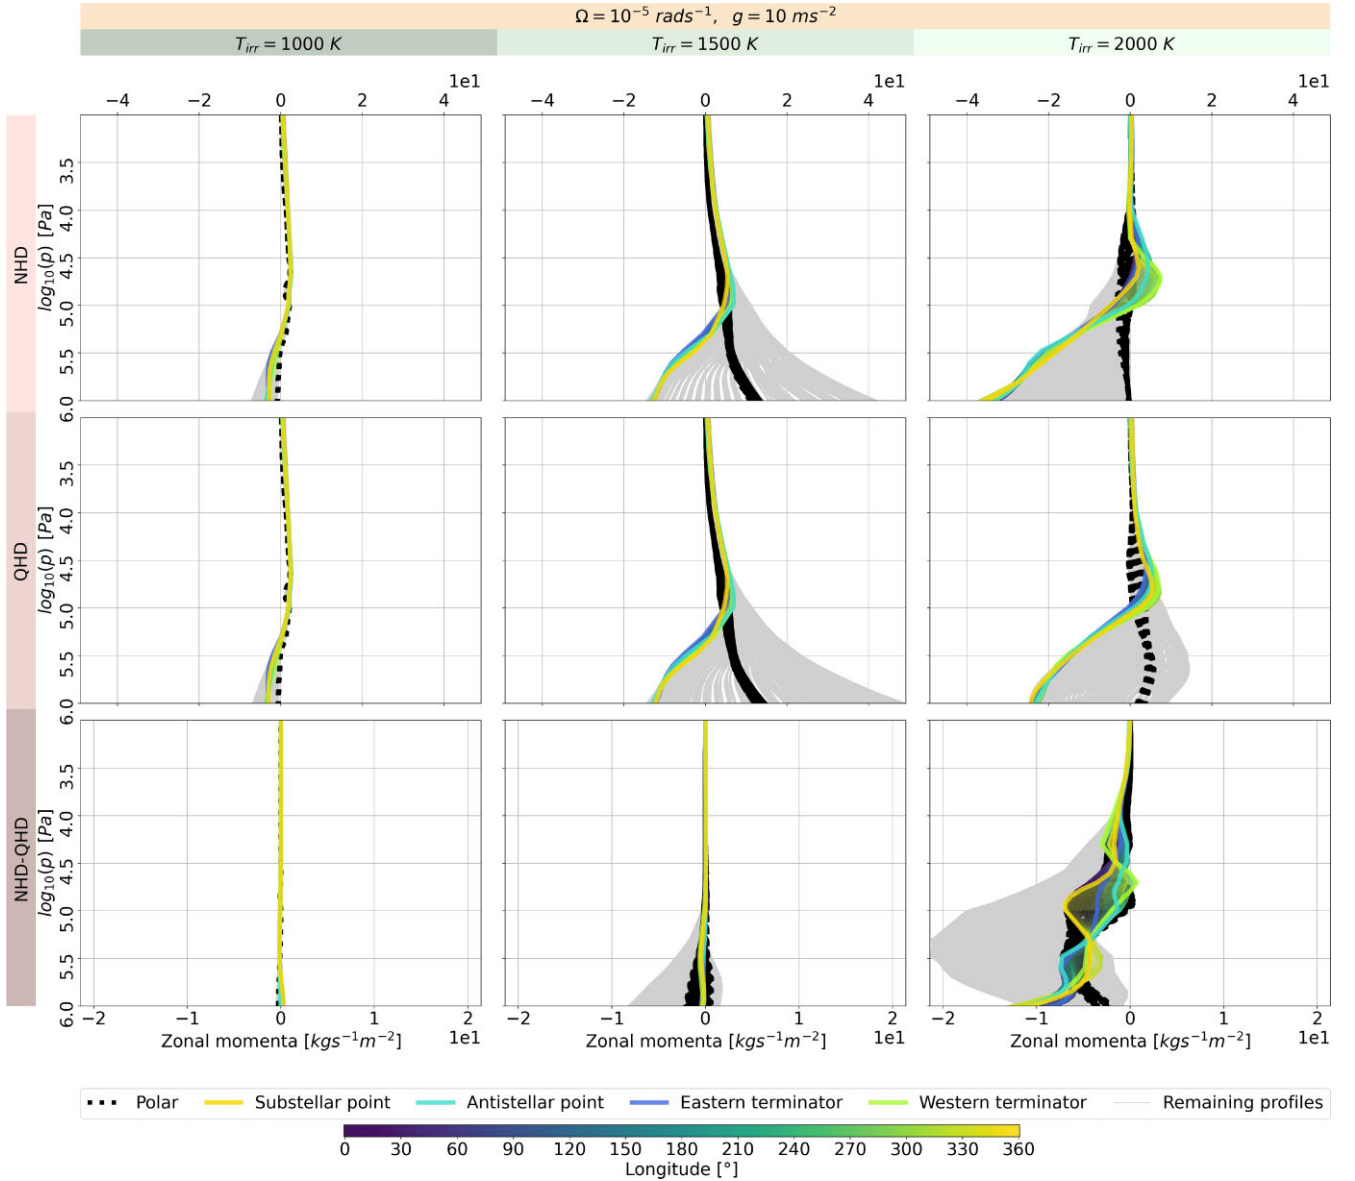 Ω = 10⁻⁵ rads⁻¹, g = 10 ms⁻²
T_irr = 1000 K T_irr = 1500 K T_irr = 2000 K
1e1 1e1 1e1
−4 −2 0 2 4 −4 −2 0 2 4 −4 −2 0 2 4
NHD
log₁₀(p) [Pa]
3.5
4.0
4.5
5.0
5.5
6.0
QHD
log₁₀(p) [Pa]
3.5
4.0
4.5
5.0
5.5
6.0
NHD-QHD
log₁₀(p) [Pa]
3.5
4.0
4.5
5.0
5.5
6.0
−2 −1 0 1 2 −2 −1 0 1 2 −2 −1 0 1 2
Zonal momenta [kgs⁻¹m⁻²] 1e1 Zonal momenta [kgs⁻¹m⁻²] 1e1 Zonal momenta [kgs⁻¹m⁻²] 1e1
Polar Substellar point Antistellar point Eastern terminator Western terminator Remaining profiles
0 30 60 90 120 150 180 210 240 270 300 330 360
Longitude [°]